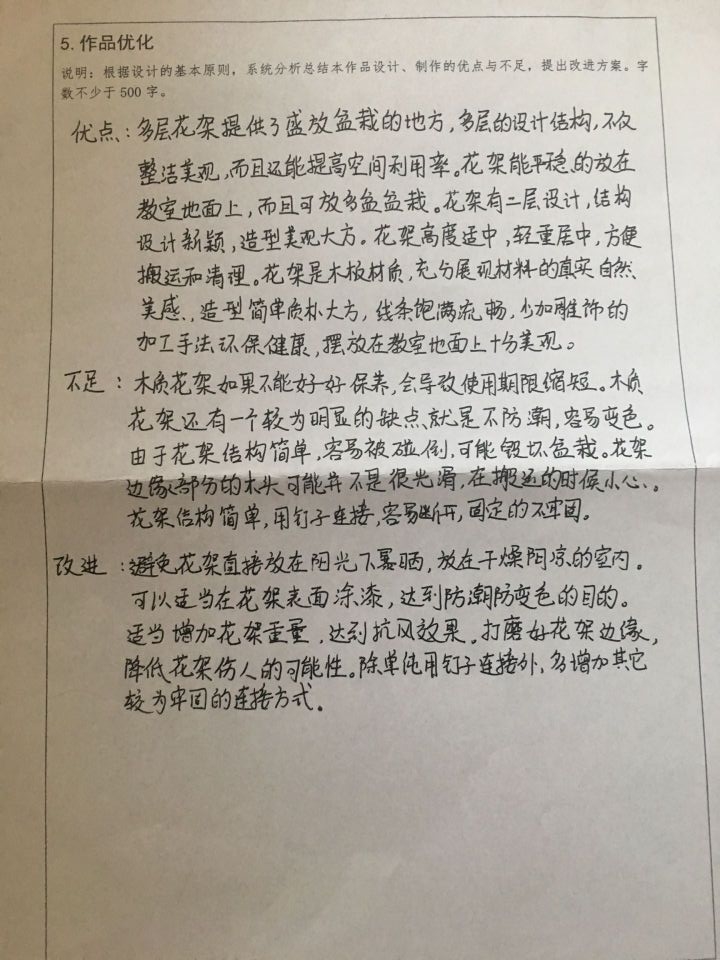 5. 作品优化
说明：根据设计的基本原则，系统分析总结本作品设计、制作的优点与不足，提出改进方案。字
数不少于 500 字。
优点：多层花架提供了盛放盆栽的地方，多层的设计结构，不仅
整洁美观，而且还能提高空间利用率。花架能平稳的放在
教室地面上，而且可放多盆盆栽。花架有二层设计，结构
设计新颖，造型美观大方。花架高度适中，轻重居中，方便
搬运和清理。花架是木板材质，充分展现材料的真实自然、
美感、，造型简单质朴大方，线条饱满流畅，少加雕饰的
加工手法环保健康，摆放在教室地面上十分美观。
不足：木质花架如果不能好好保养，会导致使用期限缩短。木质
花架还有一个较为明显的缺点就是不防潮，容易变色。
由于花架结构简单，容易被碰倒，可能毁坏盆栽。花架
边缘部分的木头可能并不是很光滑，在搬运的时候小心、。
花架结构简单，用钉子连接，容易断开，固定的不牢固。
改进：避免花架直接放在阳光下暴晒，放在干燥阴凉的室内。
可以适当在花架表面涂漆，达到防潮防变色的目的。
适当增加花架重量，达到抗风效果。打磨好花架边缘，
降低花架伤人的可能性。除单纯用钉子连接外，多增加其它
较为牢固的连接方式。